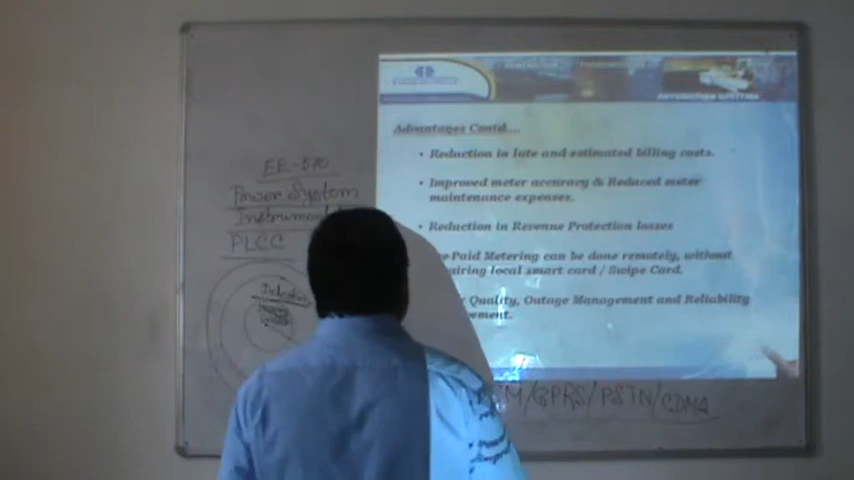 EE-570
Power System
PLCC
Advantages Contd....
• Reduction in late and estimated billing costs.
• Improved meter accuracy & Reduced meter
maintenance expenses.
• Reduction in Revenue Protection losses
Paid Metering can be done remotely, without
local smart card / Swipe Card.
Quality, Outage Management and Reliability
/GPRS/PSTN/CDMA